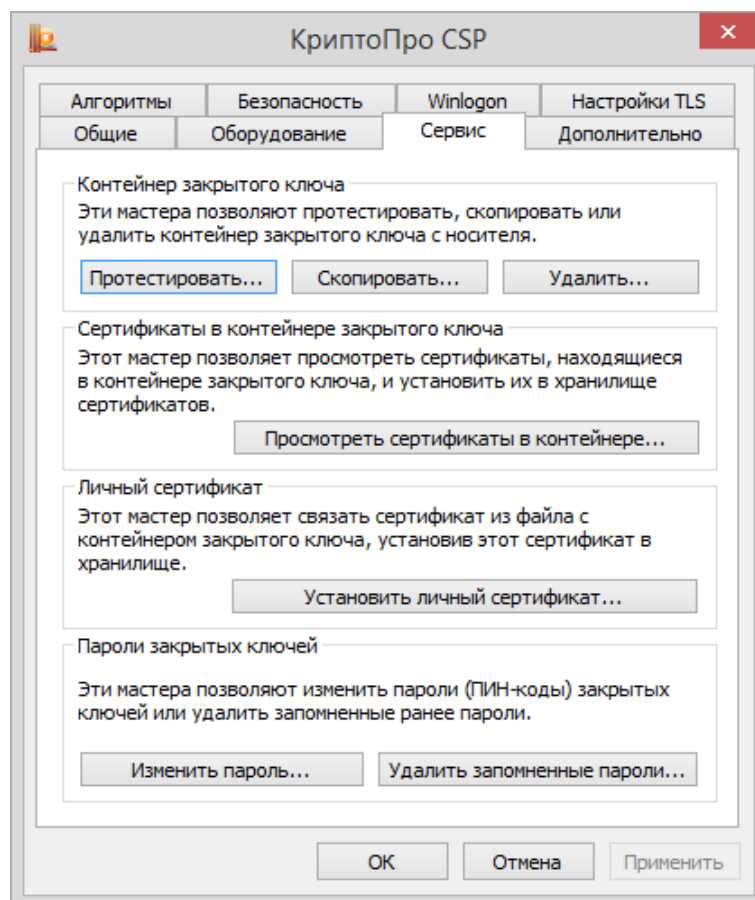 КриптоПро CSP
Алгоритмы Безопасность Winlogon Настройки TLS
Общие Оборудование Сервис Дополнительно
Контейнер закрытого ключа
Эти мастера позволяют протестировать, скопировать или
удалить контейнер закрытого ключа с носителя.
Протестировать... Скопировать... Удалить...
Сертификаты в контейнере закрытого ключа
Этот мастер позволяет просмотреть сертификаты, находящиеся
в контейнере закрытого ключа, и установить их в хранилище
сертификатов.
Просмотреть сертификаты в контейнере...
Личный сертификат
Этот мастер позволяет связать сертификат из файла с
контейнером закрытого ключа, установив этот сертификат в
хранилище.
Установить личный сертификат...
Пароли закрытых ключей
Эти мастера позволяют изменить пароли (ПИН-коды) закрытых
ключей или удалить запомненные ранее пароли.
Изменить пароль... Удалить запомненные пароли...
ОК Отмена Применить